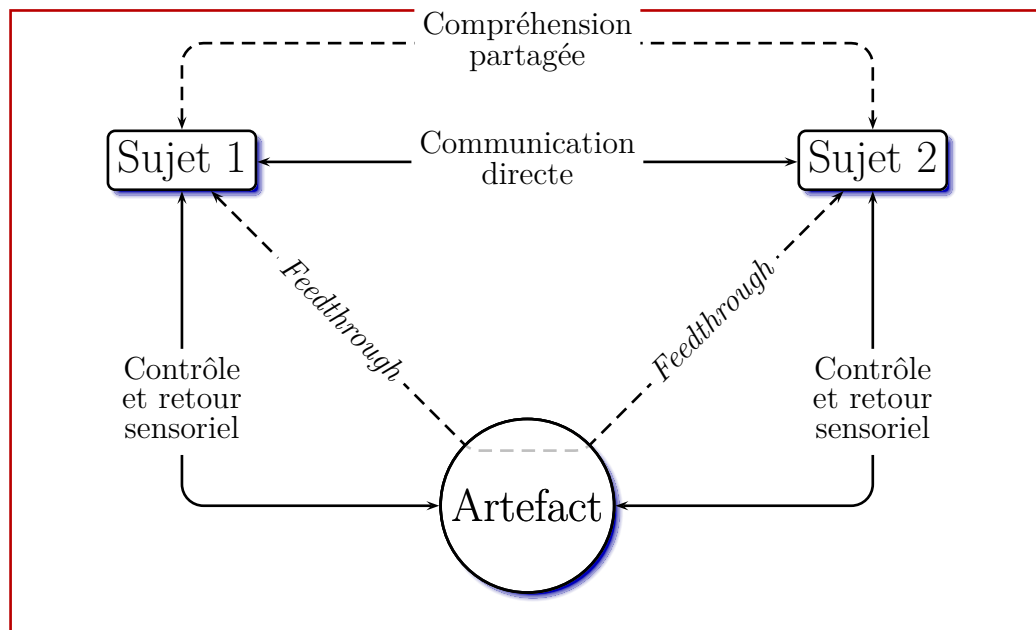 Compréhension
partagée
Sujet 1
Communication
directe
Sujet 2
Feedthrough
Feedthrough
Contrôle
et retour
sensoriel
Contrôle
et retour
sensoriel
Artefact